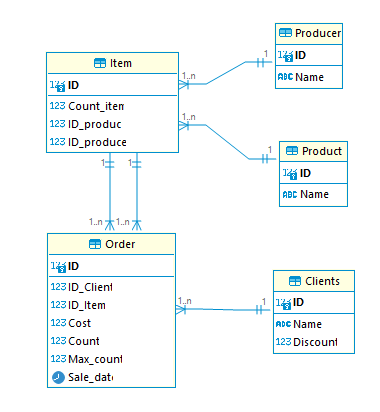 Producer
123 ID
ABC Name
Item
123 ID
123 Count_item
123 ID_produc
123 ID_produce
1..n
1
1..n
1
Product
123 ID
ABC Name
1
1
1..n
1..n
Order
123 ID
123 ID_Client
123 ID_Item
123 Cost
123 Count
123 Max_count
Sale_date
1..n
1
Clients
123 ID
ABC Name
123 Discount